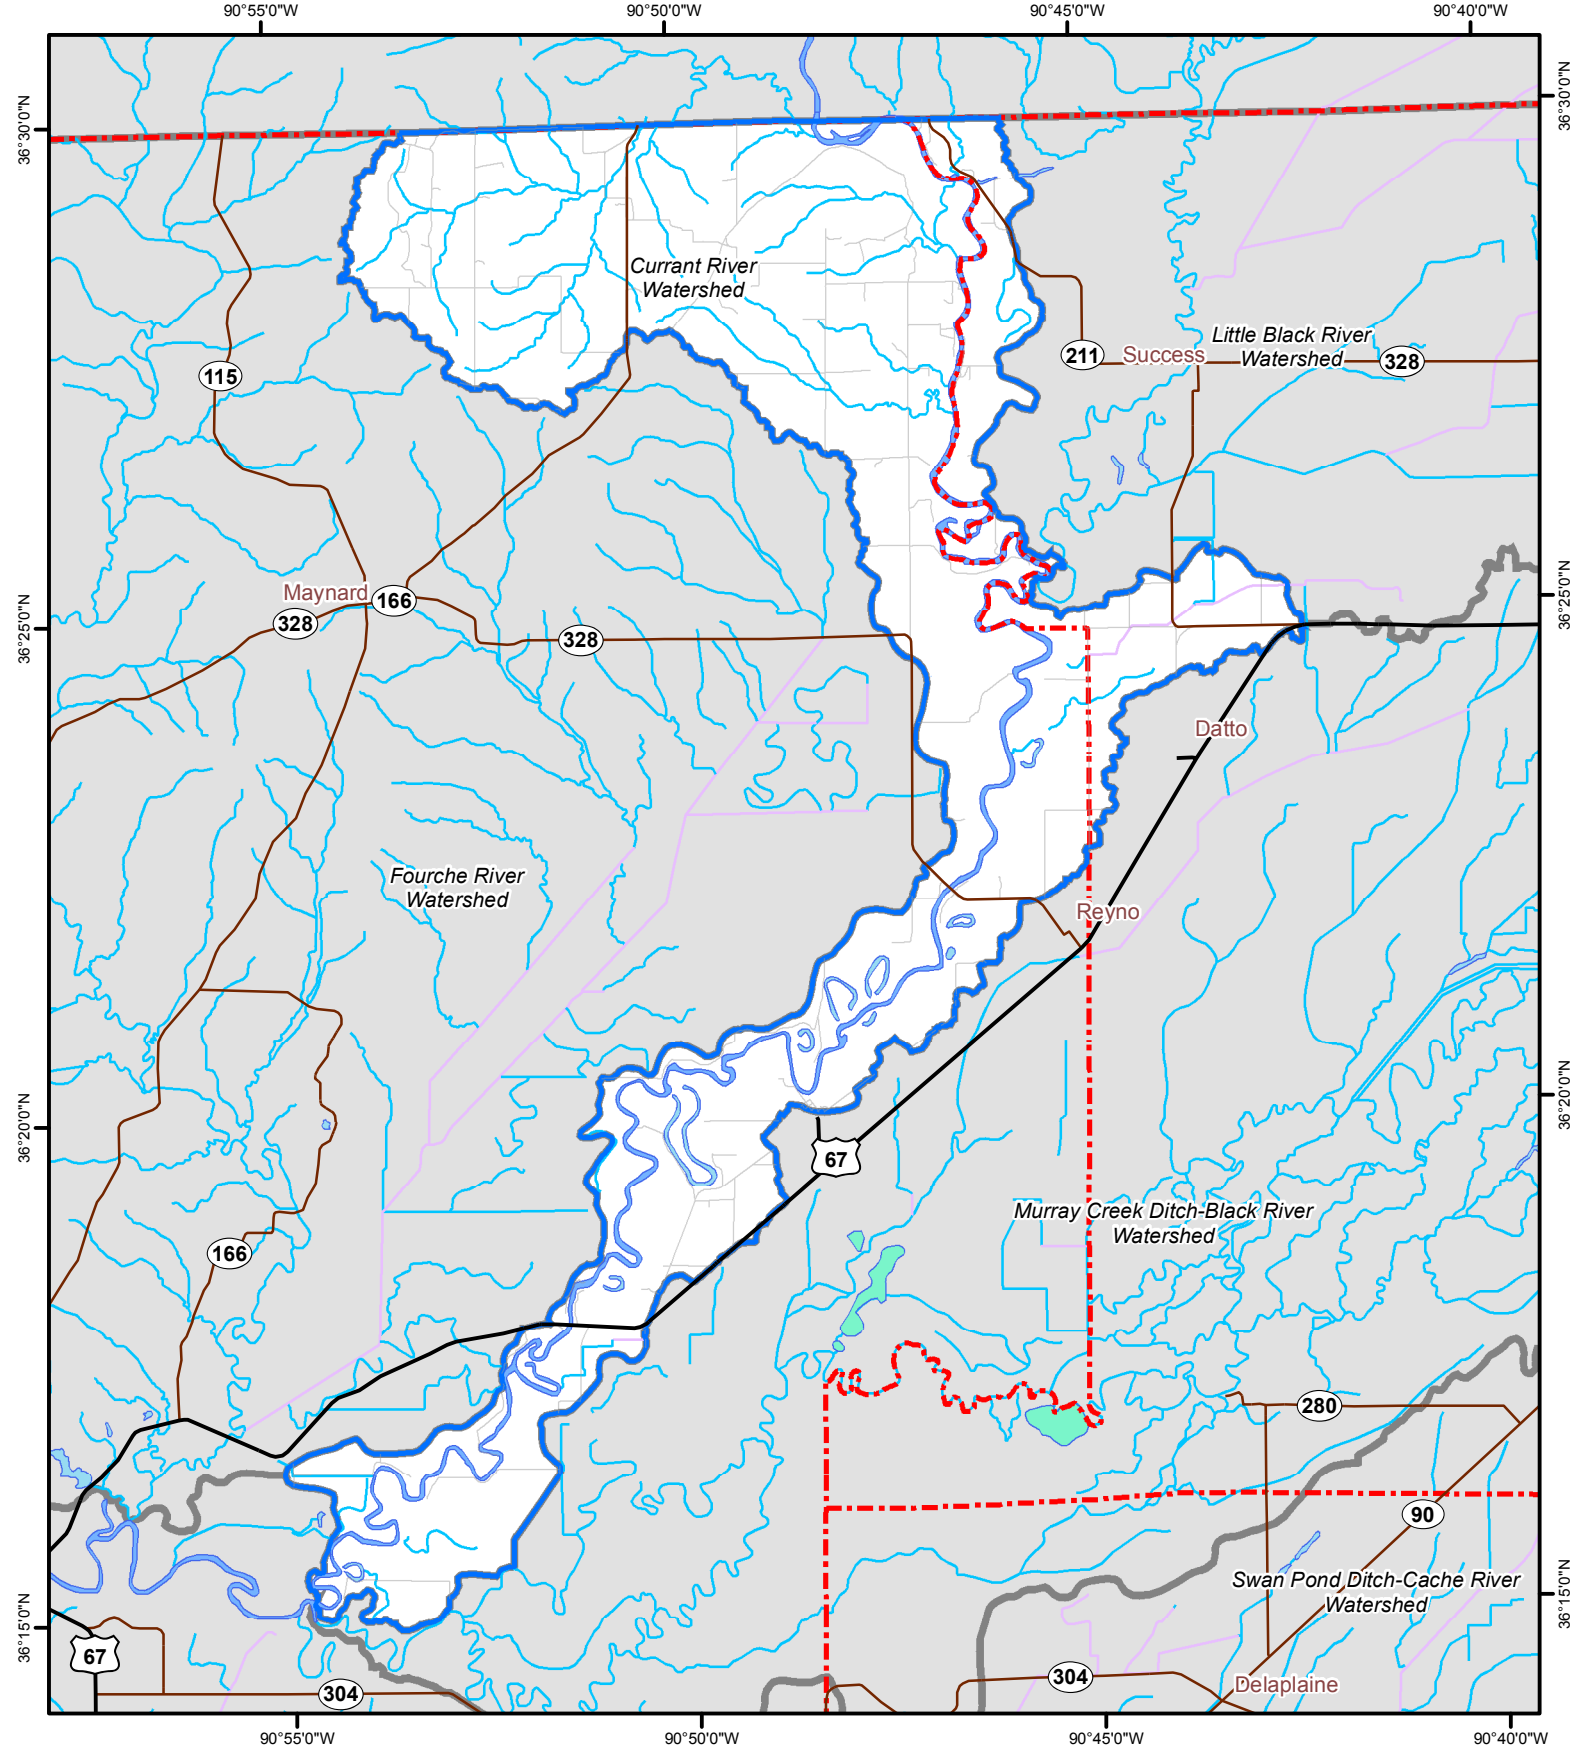 90°55'0"W
90°50'0"W
90°45'0"W
90°40'0"W
36°30'0"N
36°30'0"N
Currant River
Watershed
Little Black River
Watershed
211
Success
328
115
Maynard
166
328
328
36°25'0"N
36°25'0"N
Datto
Fourche River
Watershed
Reyno
36°20'0"N
36°20'0"N
67
Murray Creek Ditch-Black River
Watershed
166
280
90
Swan Pond Ditch-Cache River
Watershed
36°15'0"N
36°15'0"N
67
304
304
Delaplaine
90°55'0"W
90°50'0"W
90°45'0"W
90°40'0"W